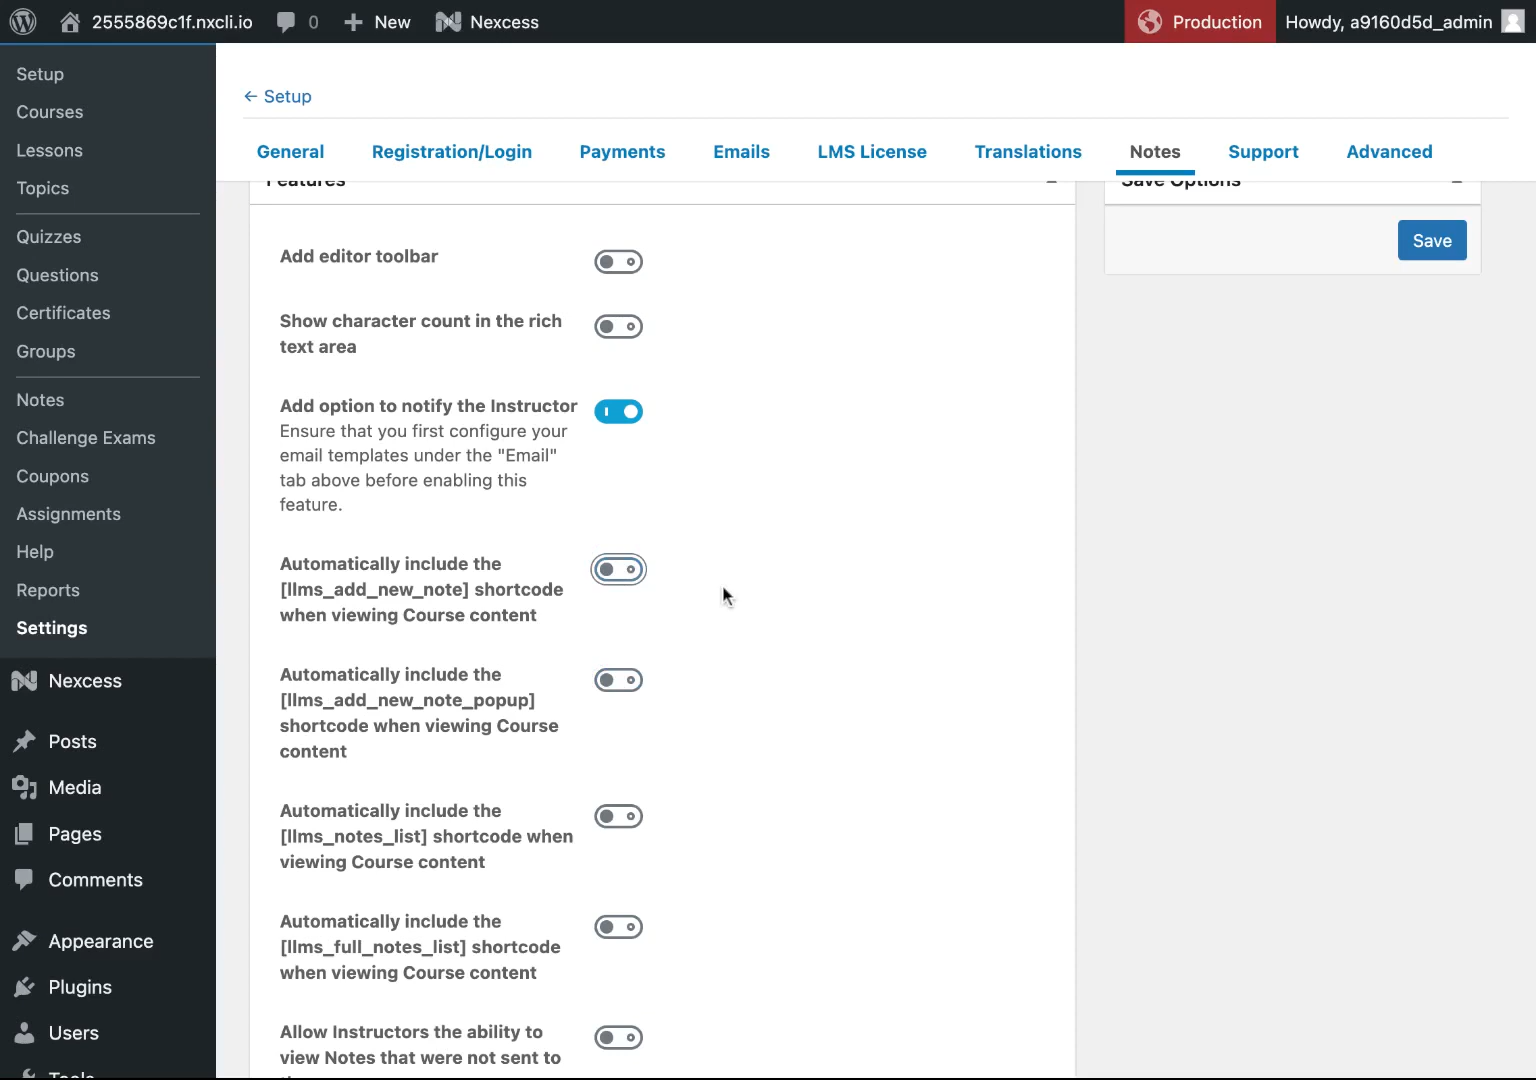 2555869c1f.nxcli.io 0 New Nexcess Production Howdy, a9160d5d_admin
Setup
Courses
Lessons
Topics
Quizzes
Questions
Certificates
Groups
Notes
Challenge Exams
Coupons
Assignments
Help
Reports
Settings
Nexcess
Posts
Media
Pages
Comments
Appearance
Plugins
Users
Tools
← Setup
General Registration/Login Payments Emails LMS License Translations Notes Support Advanced
Features
Add editor toolbar
Show character count in the rich
text area
Add option to notify the Instructor
Ensure that you first configure your
email templates under the "Email"
tab above before enabling this
feature.
Automatically include the
[llms_add_new_note] shortcode
when viewing Course content
Automatically include the
[llms_add_new_note_popup]
shortcode when viewing Course
content
Automatically include the
[llms_notes_list] shortcode when
viewing Course content
Automatically include the
[llms_full_notes_list] shortcode
when viewing Course content
Allow Instructors the ability to
view Notes that were not sent to
Save Options
Save